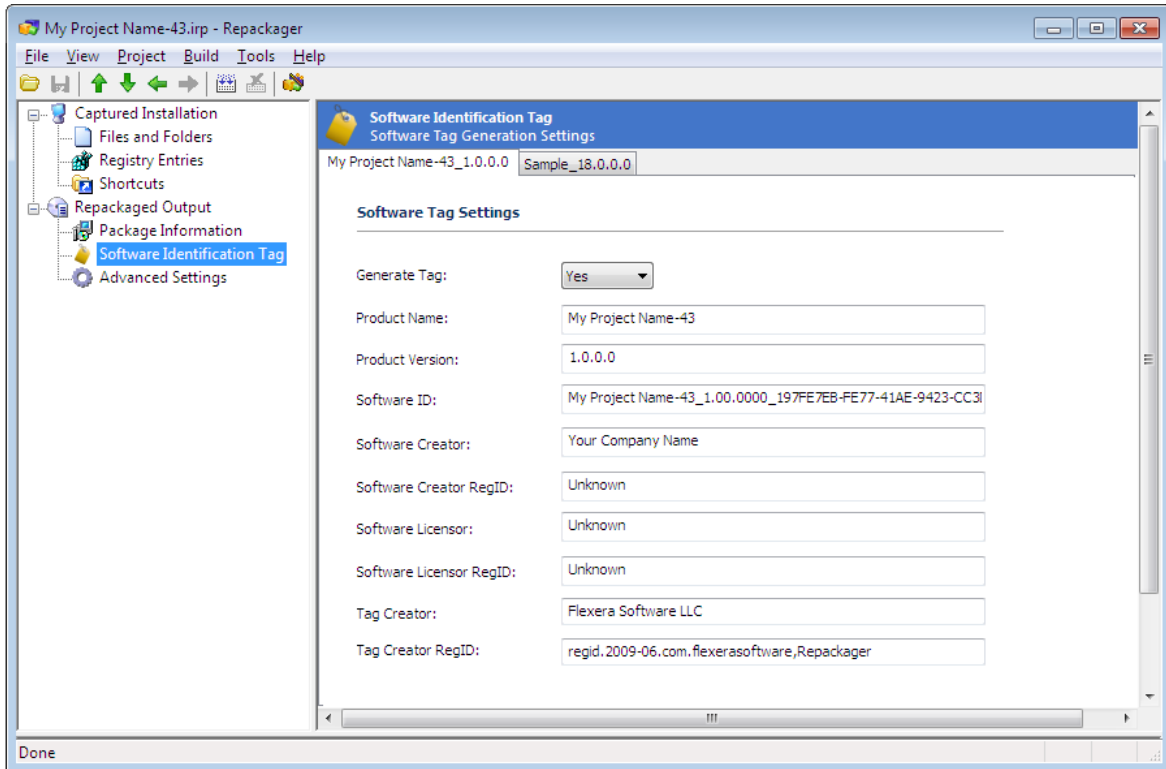 My Project Name-43.irp - Repackager
File View Project Build Tools Help
Captured Installation
Files and Folders
Registry Entries
Shortcuts
Repackaged Output
Package Information
Software Identification Tag
Advanced Settings
Software Identification Tag
Software Tag Generation Settings
My Project Name-43_1.0.0.0 Sample_18.0.0.0
Software Tag Settings
Generate Tag: Yes
Product Name: My Project Name-43
Product Version: 1.0.0.0
Software ID: My Project Name-43_1.00.0000_197FE7EB-FE77-41AE-9423-CC3
Software Creator: Your Company Name
Software Creator RegID: Unknown
Software Licensor: Unknown
Software Licensor RegID: Unknown
Tag Creator: Flexera Software LLC
Tag Creator RegID: regid.2009-06.com.flexerasoftware,Repackager
Done